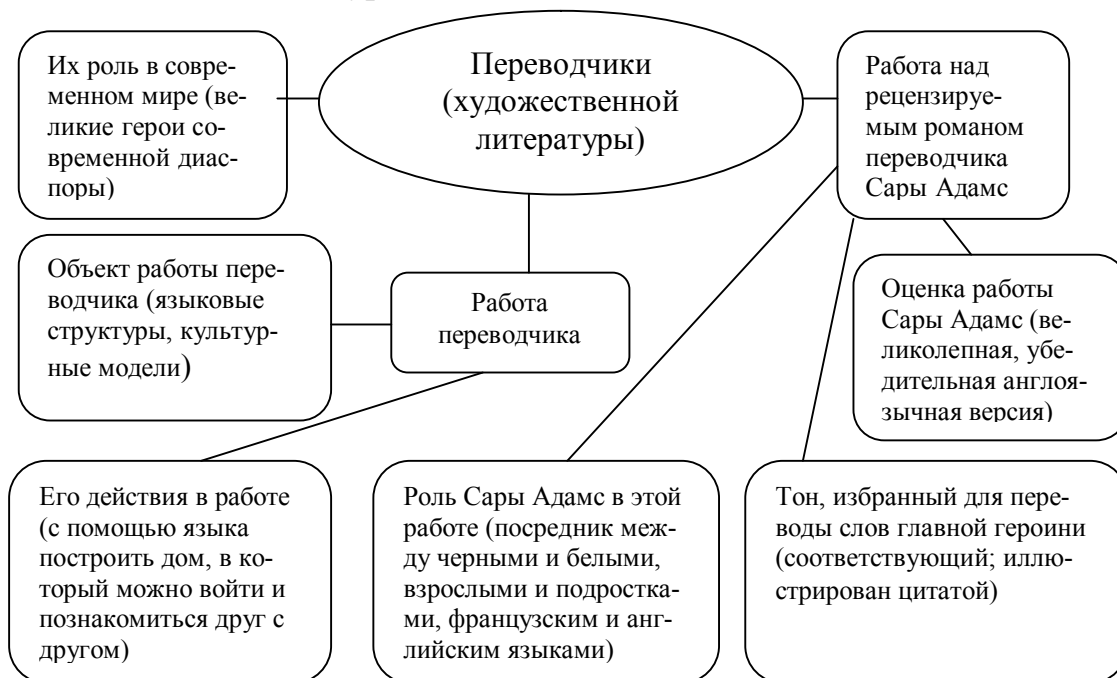 Их роль в совре-
менном мире (ве-
ликие герои со-
временной диас-
поры)
Переводчики
(художественной
литературы)
Работа над
рецензируе-
мым романом
переводчика
Сары Адамс
Объект работы пере-
водчика (языковые
структуры, культур-
ные модели)
Работа
переводчика
Оценка работы
Сары Адамс (ве-
ликолепная, убе-
дительная англоя-
зычная версия)
Его действия в работе
(с помощью языка
построить дом, в ко-
торый можно войти и
познакомиться друг с
другом)
Роль Сары Адамс в этой
работе (посредник меж-
ду черными и белыми,
взрослыми и подростка-
ми, французским и анг-
лийским языками)
Тон, избранный для пере-
воды слов главной героини
(соответствующий; иллю-
стрирован цитатой)